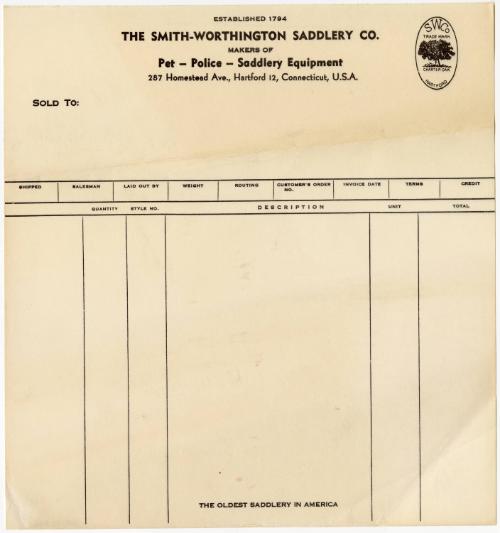 ESTABLISHED 1794
THE SMITH-WORTHINGTON SADDLERY CO.
MAKERS OF
Pet — Police — Saddlery Equipment
287 Homestead Ave., Hartford 12, Connecticut, U.S.A.
S.W.Co
TRADE MARK
CHARTER OAK
HARTFORD
SOLD TO:
SHIPPED SALESMAN LAID OUT BY WEIGHT ROUTING CUSTOMER'S ORDER NO. INVOICE DATE TERMS CREDIT
QUANTITY STYLE NO. DESCRIPTION UNIT TOTAL
THE OLDEST SADDLERY IN AMERICA